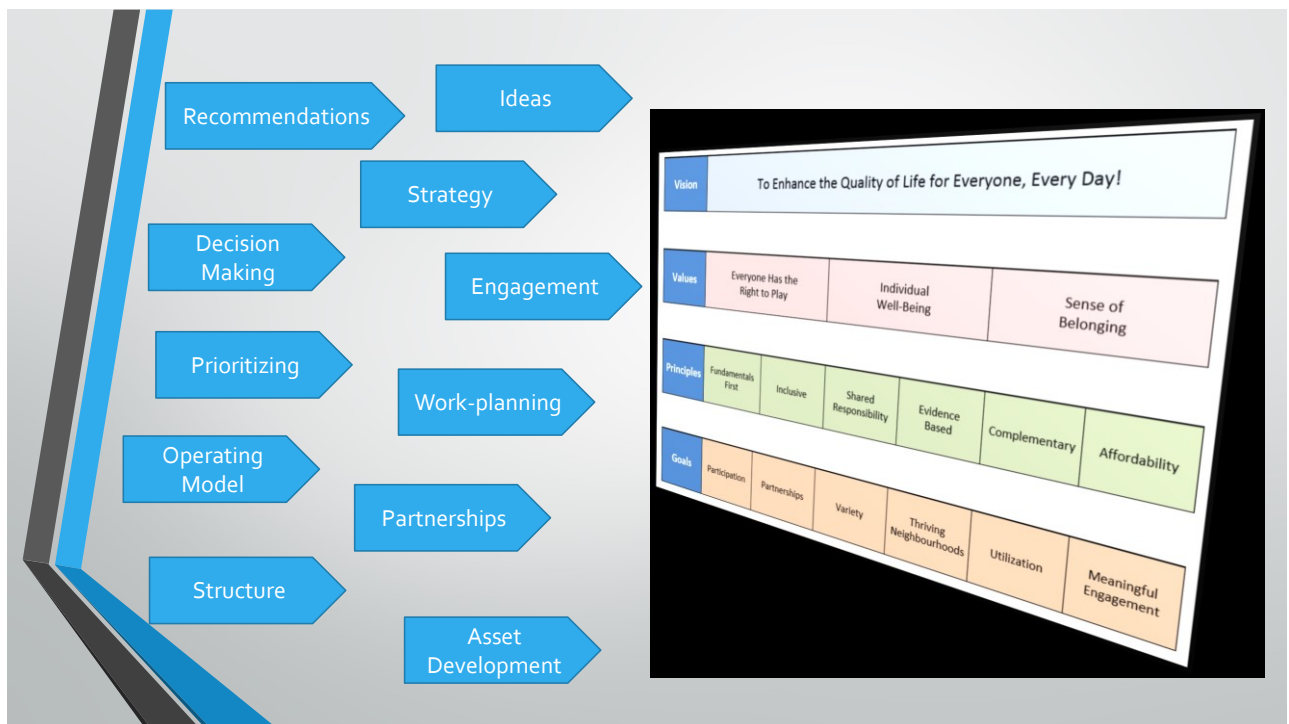 Recommendations
Ideas
Strategy
Decision
Making
Engagement
Prioritizing
Work-planning
Operating
Model
Partnerships
Structure
Asset
Development
Vision
To Enhance the Quality of Life for Everyone, Every Day!
Values
Everyone Has the
Right to Play
Individual
Well-Being
Sense of
Belonging
Principles
Fundamentals
First
Inclusive
Shared
Responsibility
Evidence
Based
Complementary
Affordability
Goals
Participation
Partnerships
Variety
Thriving
Neighbourhoods
Utilization
Meaningful
Engagement